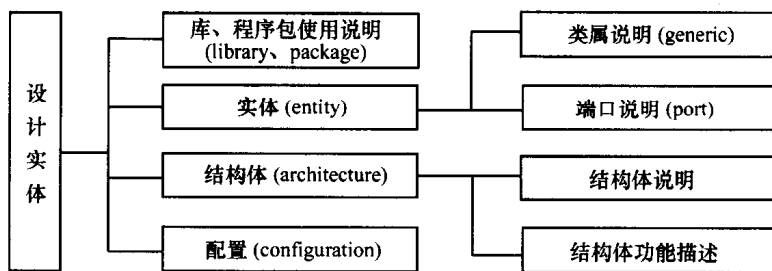 设计实体
库、程序包使用说明
(library、package)
实体 (entity)
结构体 (architecture)
配置 (configuration)
类属说明 (generic)
端口说明 (port)
结构体说明
结构体功能描述